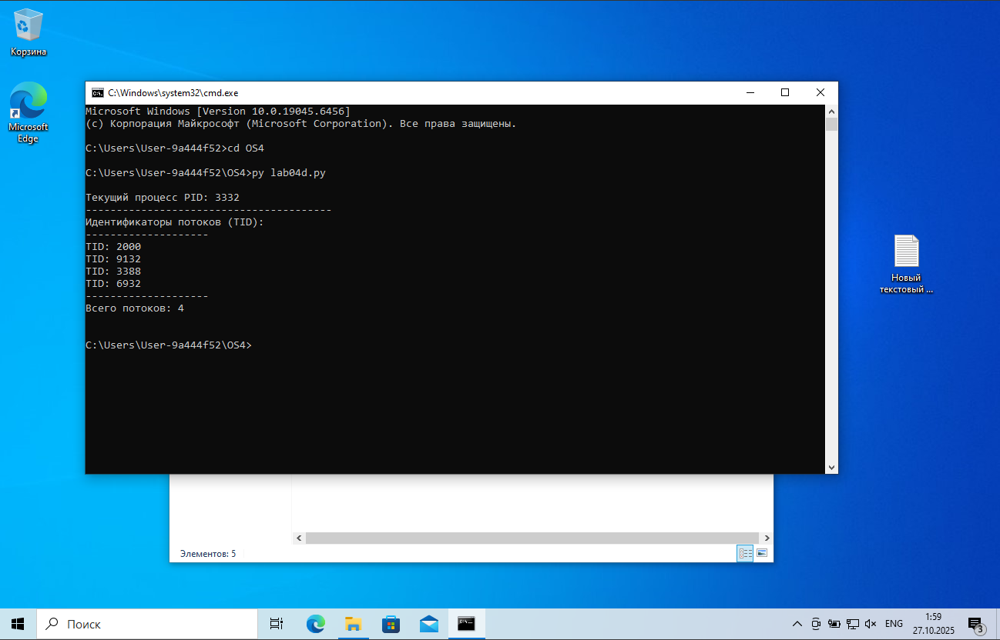 Корзина
Microsoft
Edge
C:\Windows\system32\cmd.exe
Microsoft Windows [Version 10.0.19045.6456]
(c) Корпорация Майкрософт (Microsoft Corporation). Все права защищены.
C:\Users\User-9a444f52>cd OS4
C:\Users\User-9a444f52\OS4>py lab04d.py
Текущий процесс PID: 3332
----------------------------------------
Идентификаторы потоков (TID):
--------------------
TID: 2000
TID: 9132
TID: 3388
TID: 6932
--------------------
Всего потоков: 4
C:\Users\User-9a444f52\OS4>
Новый
текстовый ...
Элементов: 5
Поиск
ENG
1:59
27.10.2025
3